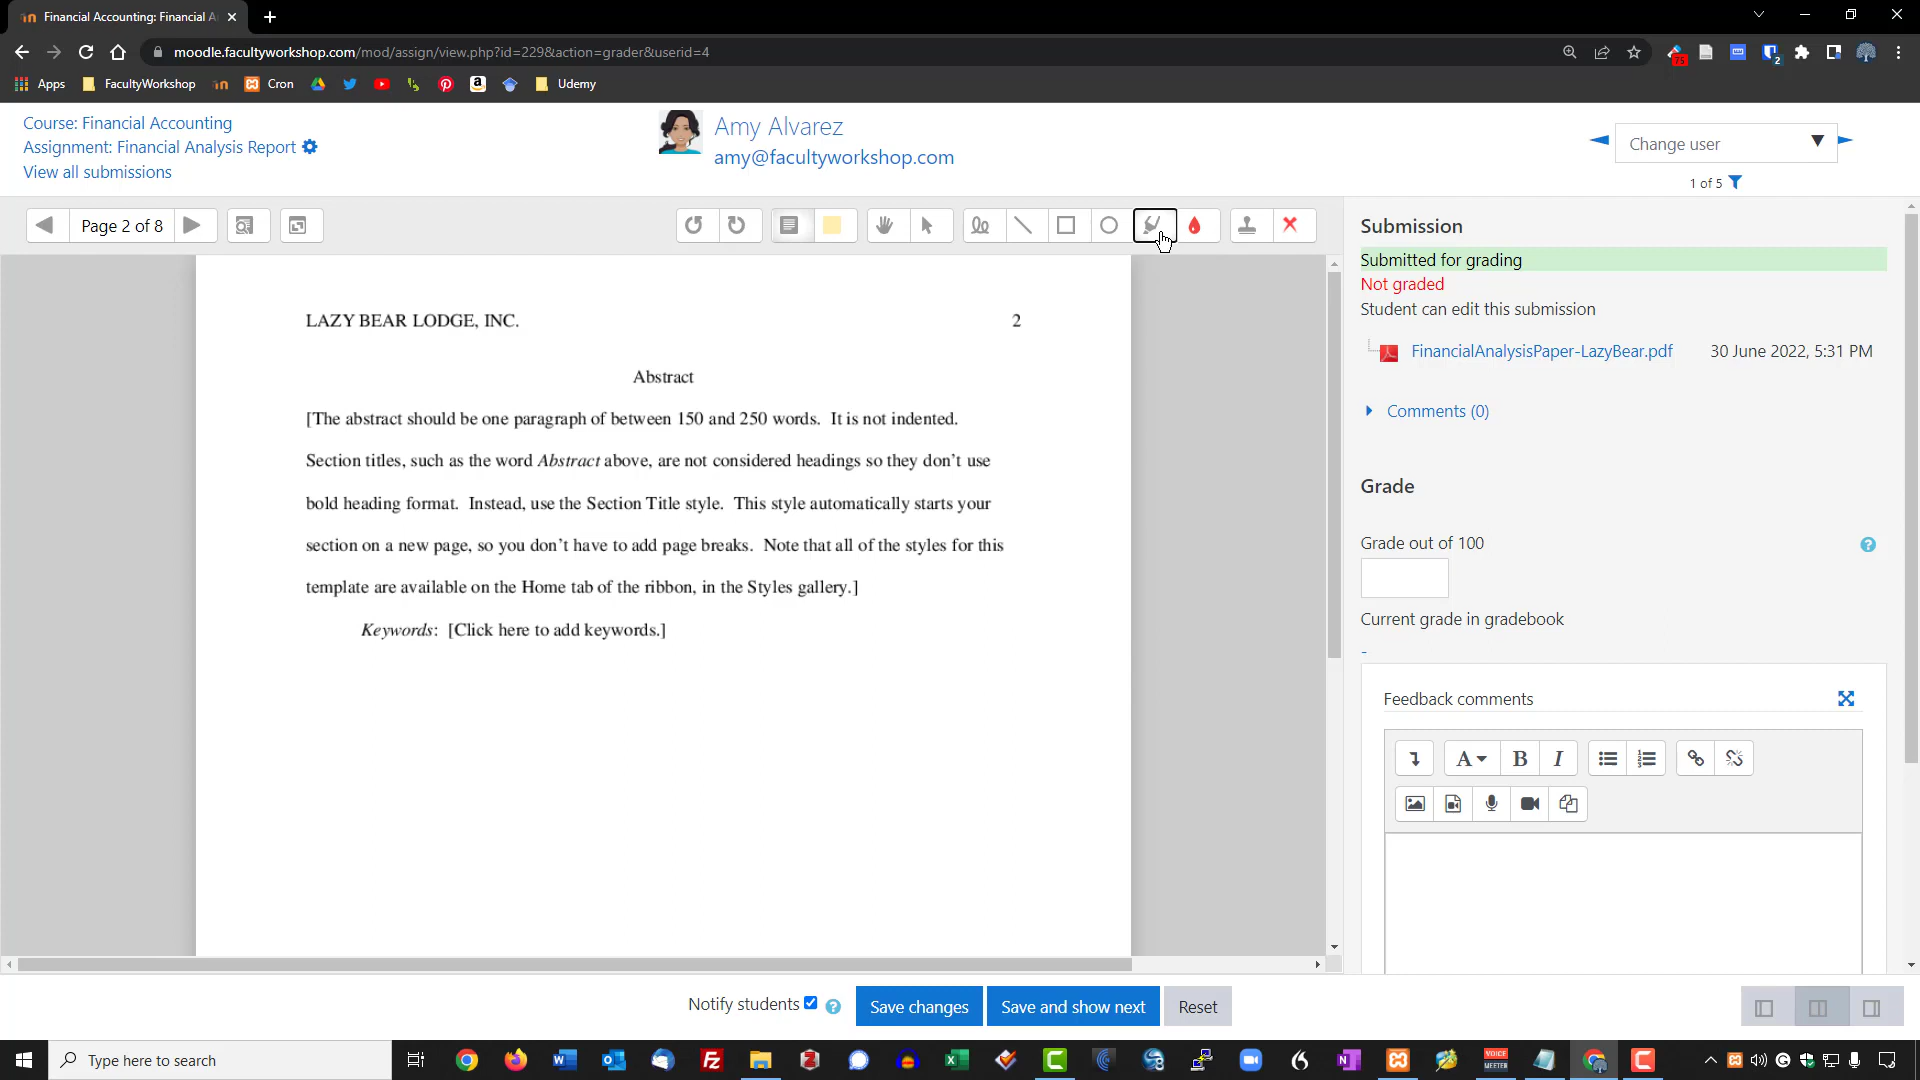 Financial Accounting: Financial A
moodle.facultyworkshop.com/mod/assign/view.php?id=229&action=grader&userid=4
73
2
Apps
FacultyWorkshop
Cron
Udemy
Course: Financial Accounting
Assignment: Financial Analysis Report
View all submissions
Amy Alvarez
amy@facultyworkshop.com
Change user
1 of 5
Page 2 of 8
LAZY BEAR LODGE, INC. 2
Abstract
[The abstract should be one paragraph of between 150 and 250 words. It is not indented.
Section titles, such as the word Abstract above, are not considered headings so they don't use
bold heading format. Instead, use the Section Title style. This style automatically starts your
section on a new page, so you don't have to add page breaks. Note that all of the styles for this
template are available on the Home tab of the ribbon, in the Styles gallery.]
Keywords: [Click here to add keywords.]
Submission
Submitted for grading
Not graded
Student can edit this submission
FinancialAnalysisPaper-LazyBear.pdf 30 June 2022, 5:31 PM
Comments (0)
Grade
Grade out of 100
Current grade in gradebook
-
Feedback comments
A B I
Notify students
Save changes
Save and show next
Reset
Type here to search
VOICE
MEETER